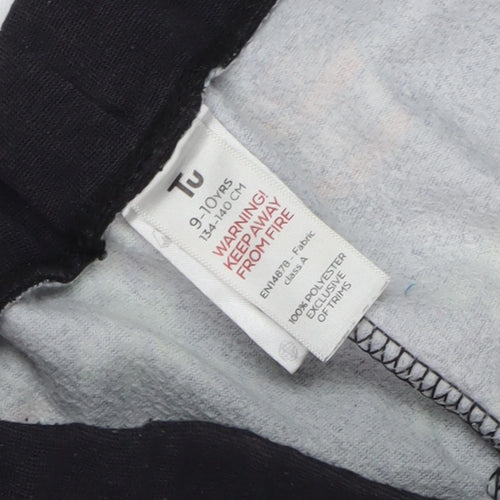 Tu
9-10YRS
134-140 CM
WARNING!
KEEP AWAY
FROM FIRE
EN14878 - Fabric
class A
100% POLYESTER
EXCLUSIVE
OF TRIMS